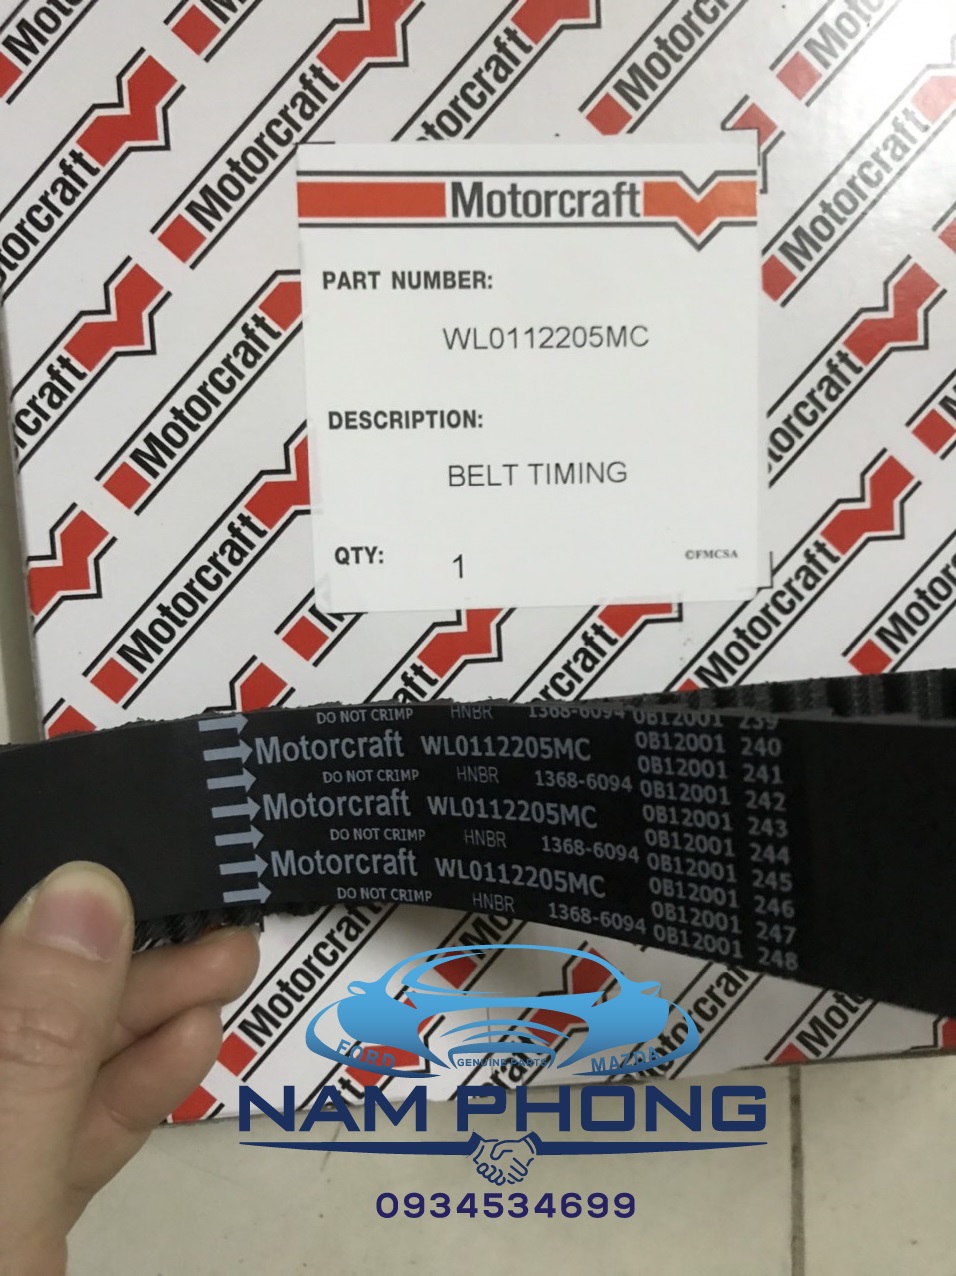 Motorcraft
PART NUMBER:
WL0112205MC
DESCRIPTION:
BELT TIMING
QTY:
1
©FMCSA
DO NOT CRIMP HNBR 1368-6094 0B12001 239
Motorcraft WL0112205MC 0B12001 240
DO NOT CRIMP HNBR 1368-6094 0B12001 241
Motorcraft WL0112205MC 0B12001 242
0B12001 243
DO NOT CRIMP HNBR 1368-6094 0B12001 244
Motorcraft WL0112205MC 0B12001 245
0B12001 246
DO NOT CRIMP HNBR 1368-6094 0B12001 247
0B12001 248
FORD GENUINE PARTS MAZDA
NAM PHONG
0934534699